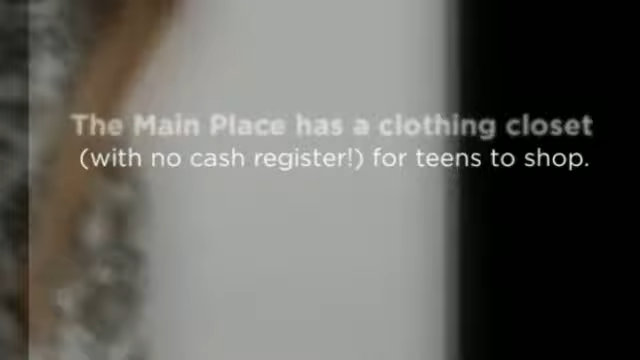 The Main Place has a clothing closet
(with no cash register!) for teens to shop.